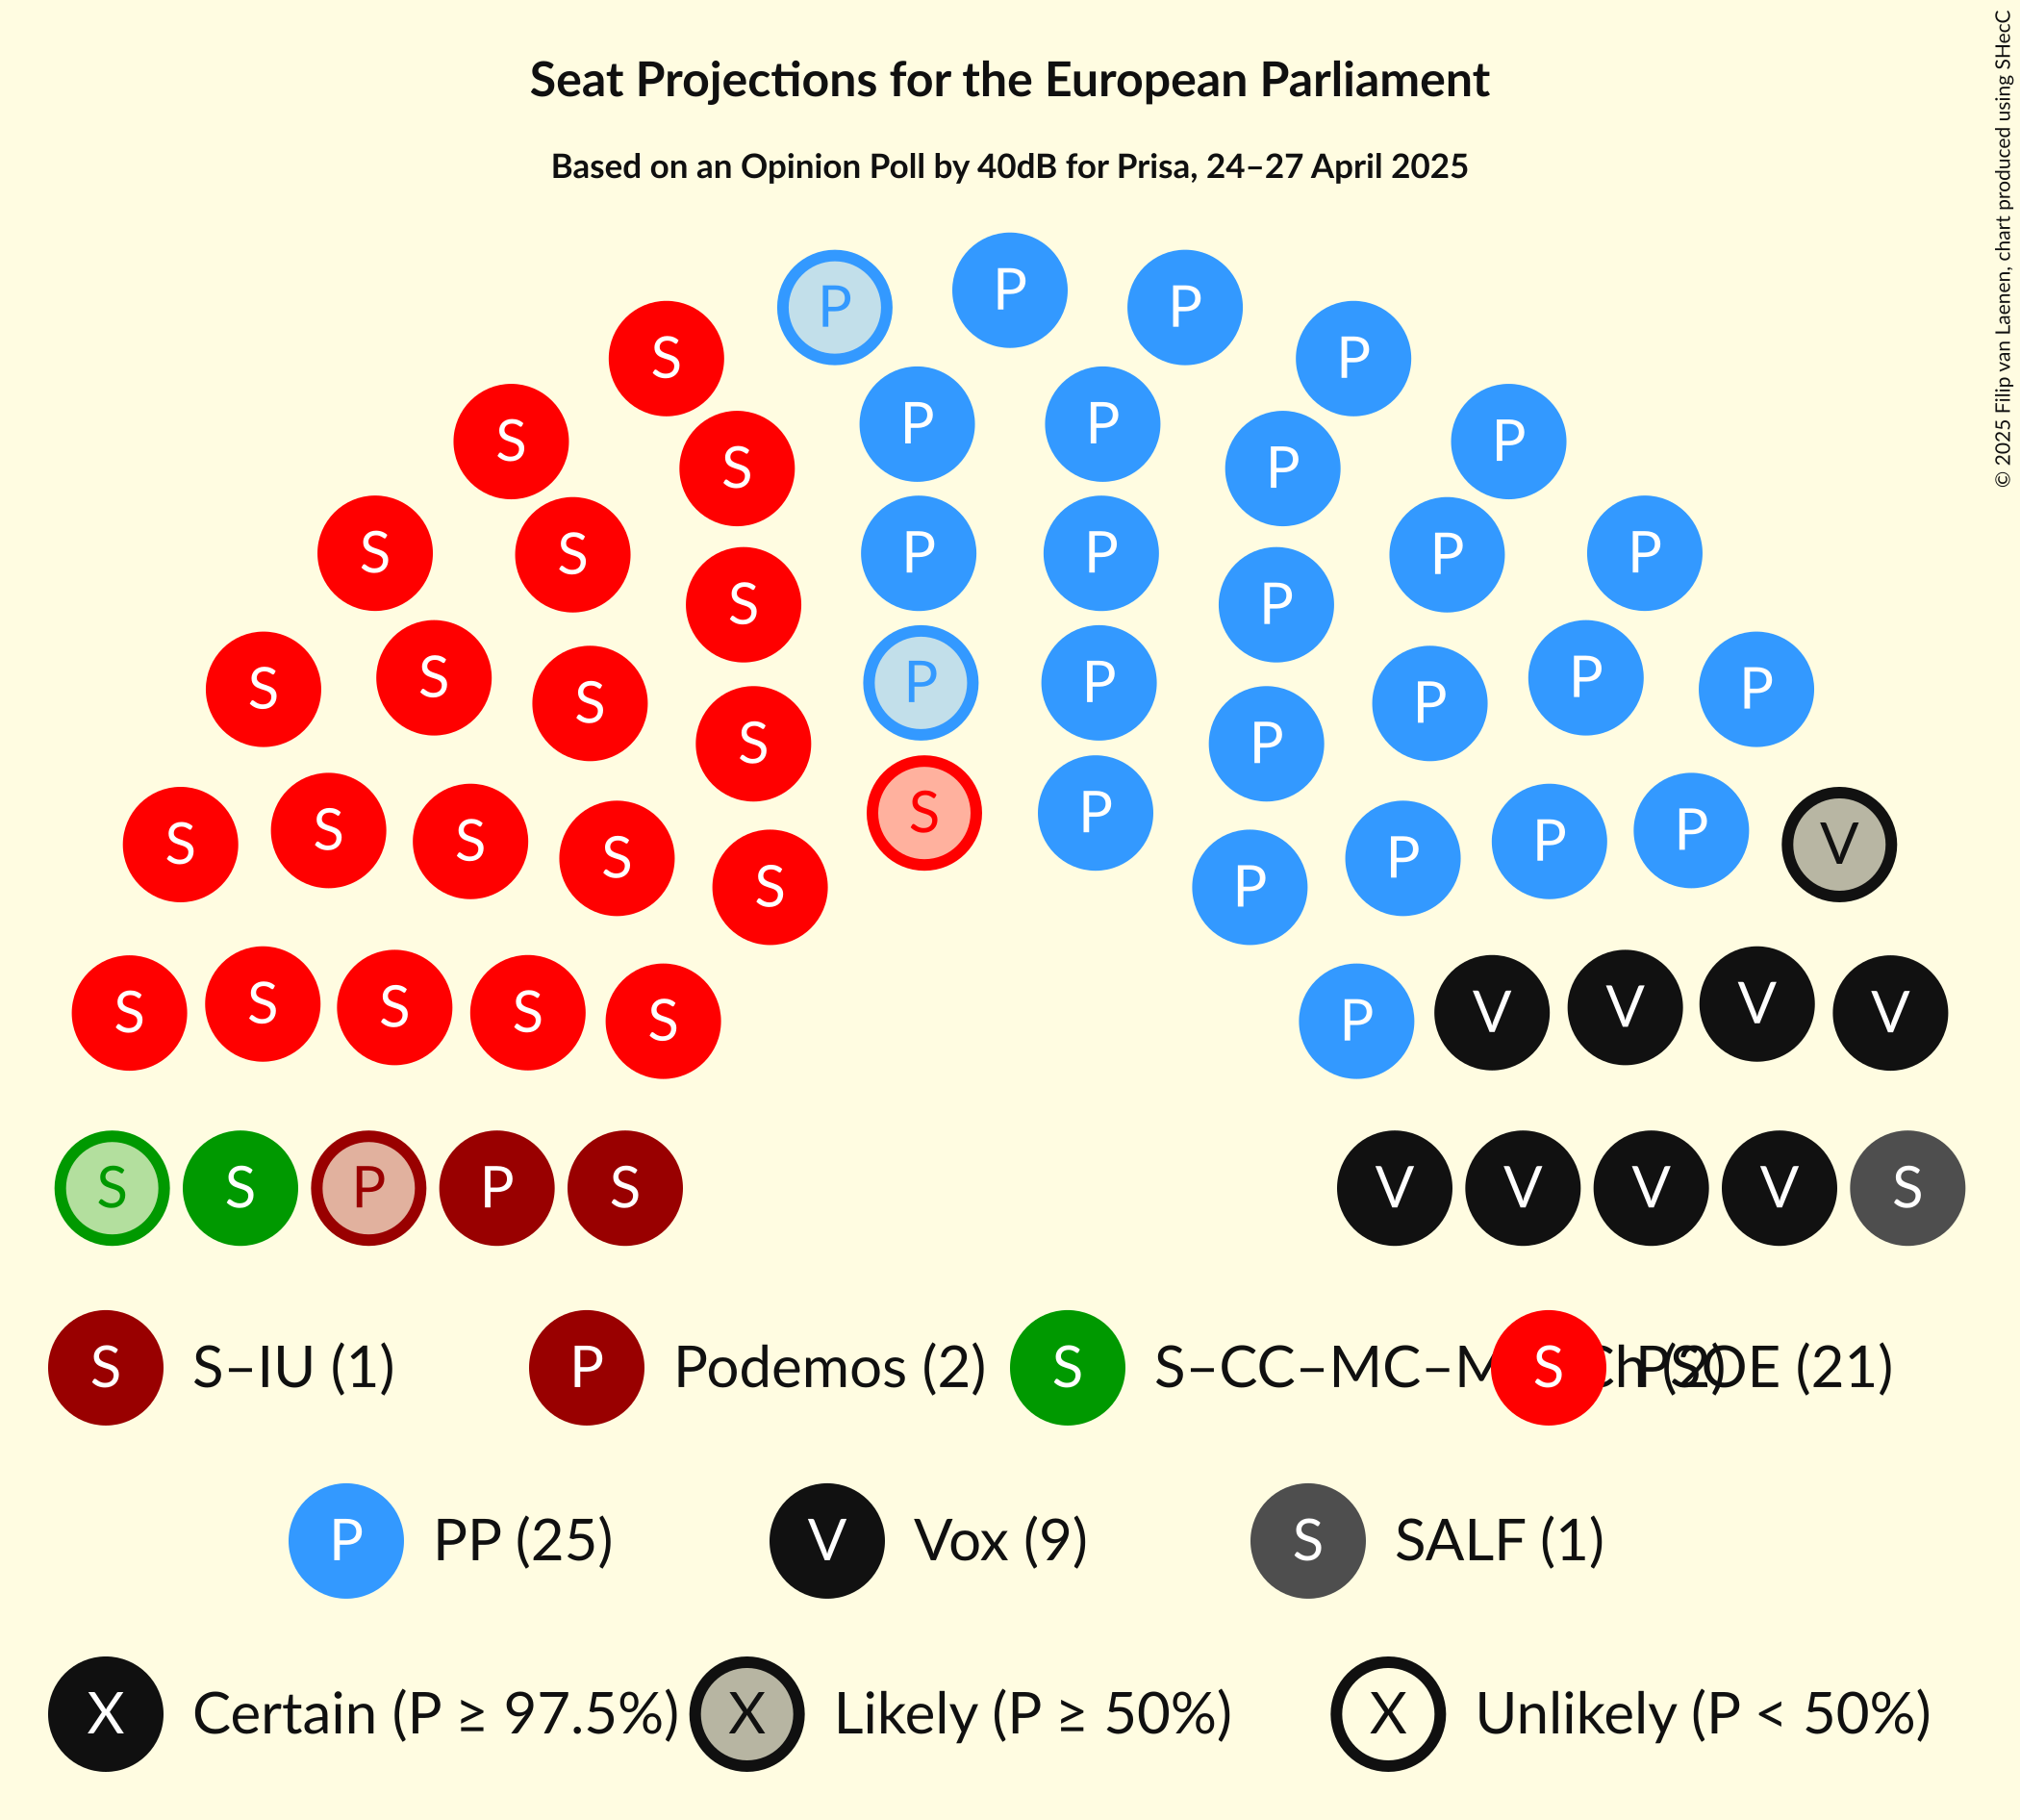 Seat Projections for the European Parliament
Based on an Opinion Poll by 40dB for Prisa, 24–27 April 2025
© 2025 Filip van Laenen, chart produced using SHecC
P P P
S P
S P P P
S S P P
S S P P P P
S P P
S S P P P P
S P
S S P
S S S P P P V
S S P P
S S S S S P V V V V
S S P P S V V V V S
S S–IU (1) P Podemos (2) S S–CC–MC–M S PSOE (21)
P PP (25) V Vox (9) S SALF (1)
X Certain (P ≥ 97.5%) X Likely (P ≥ 50%) X Unlikely (P < 50%)